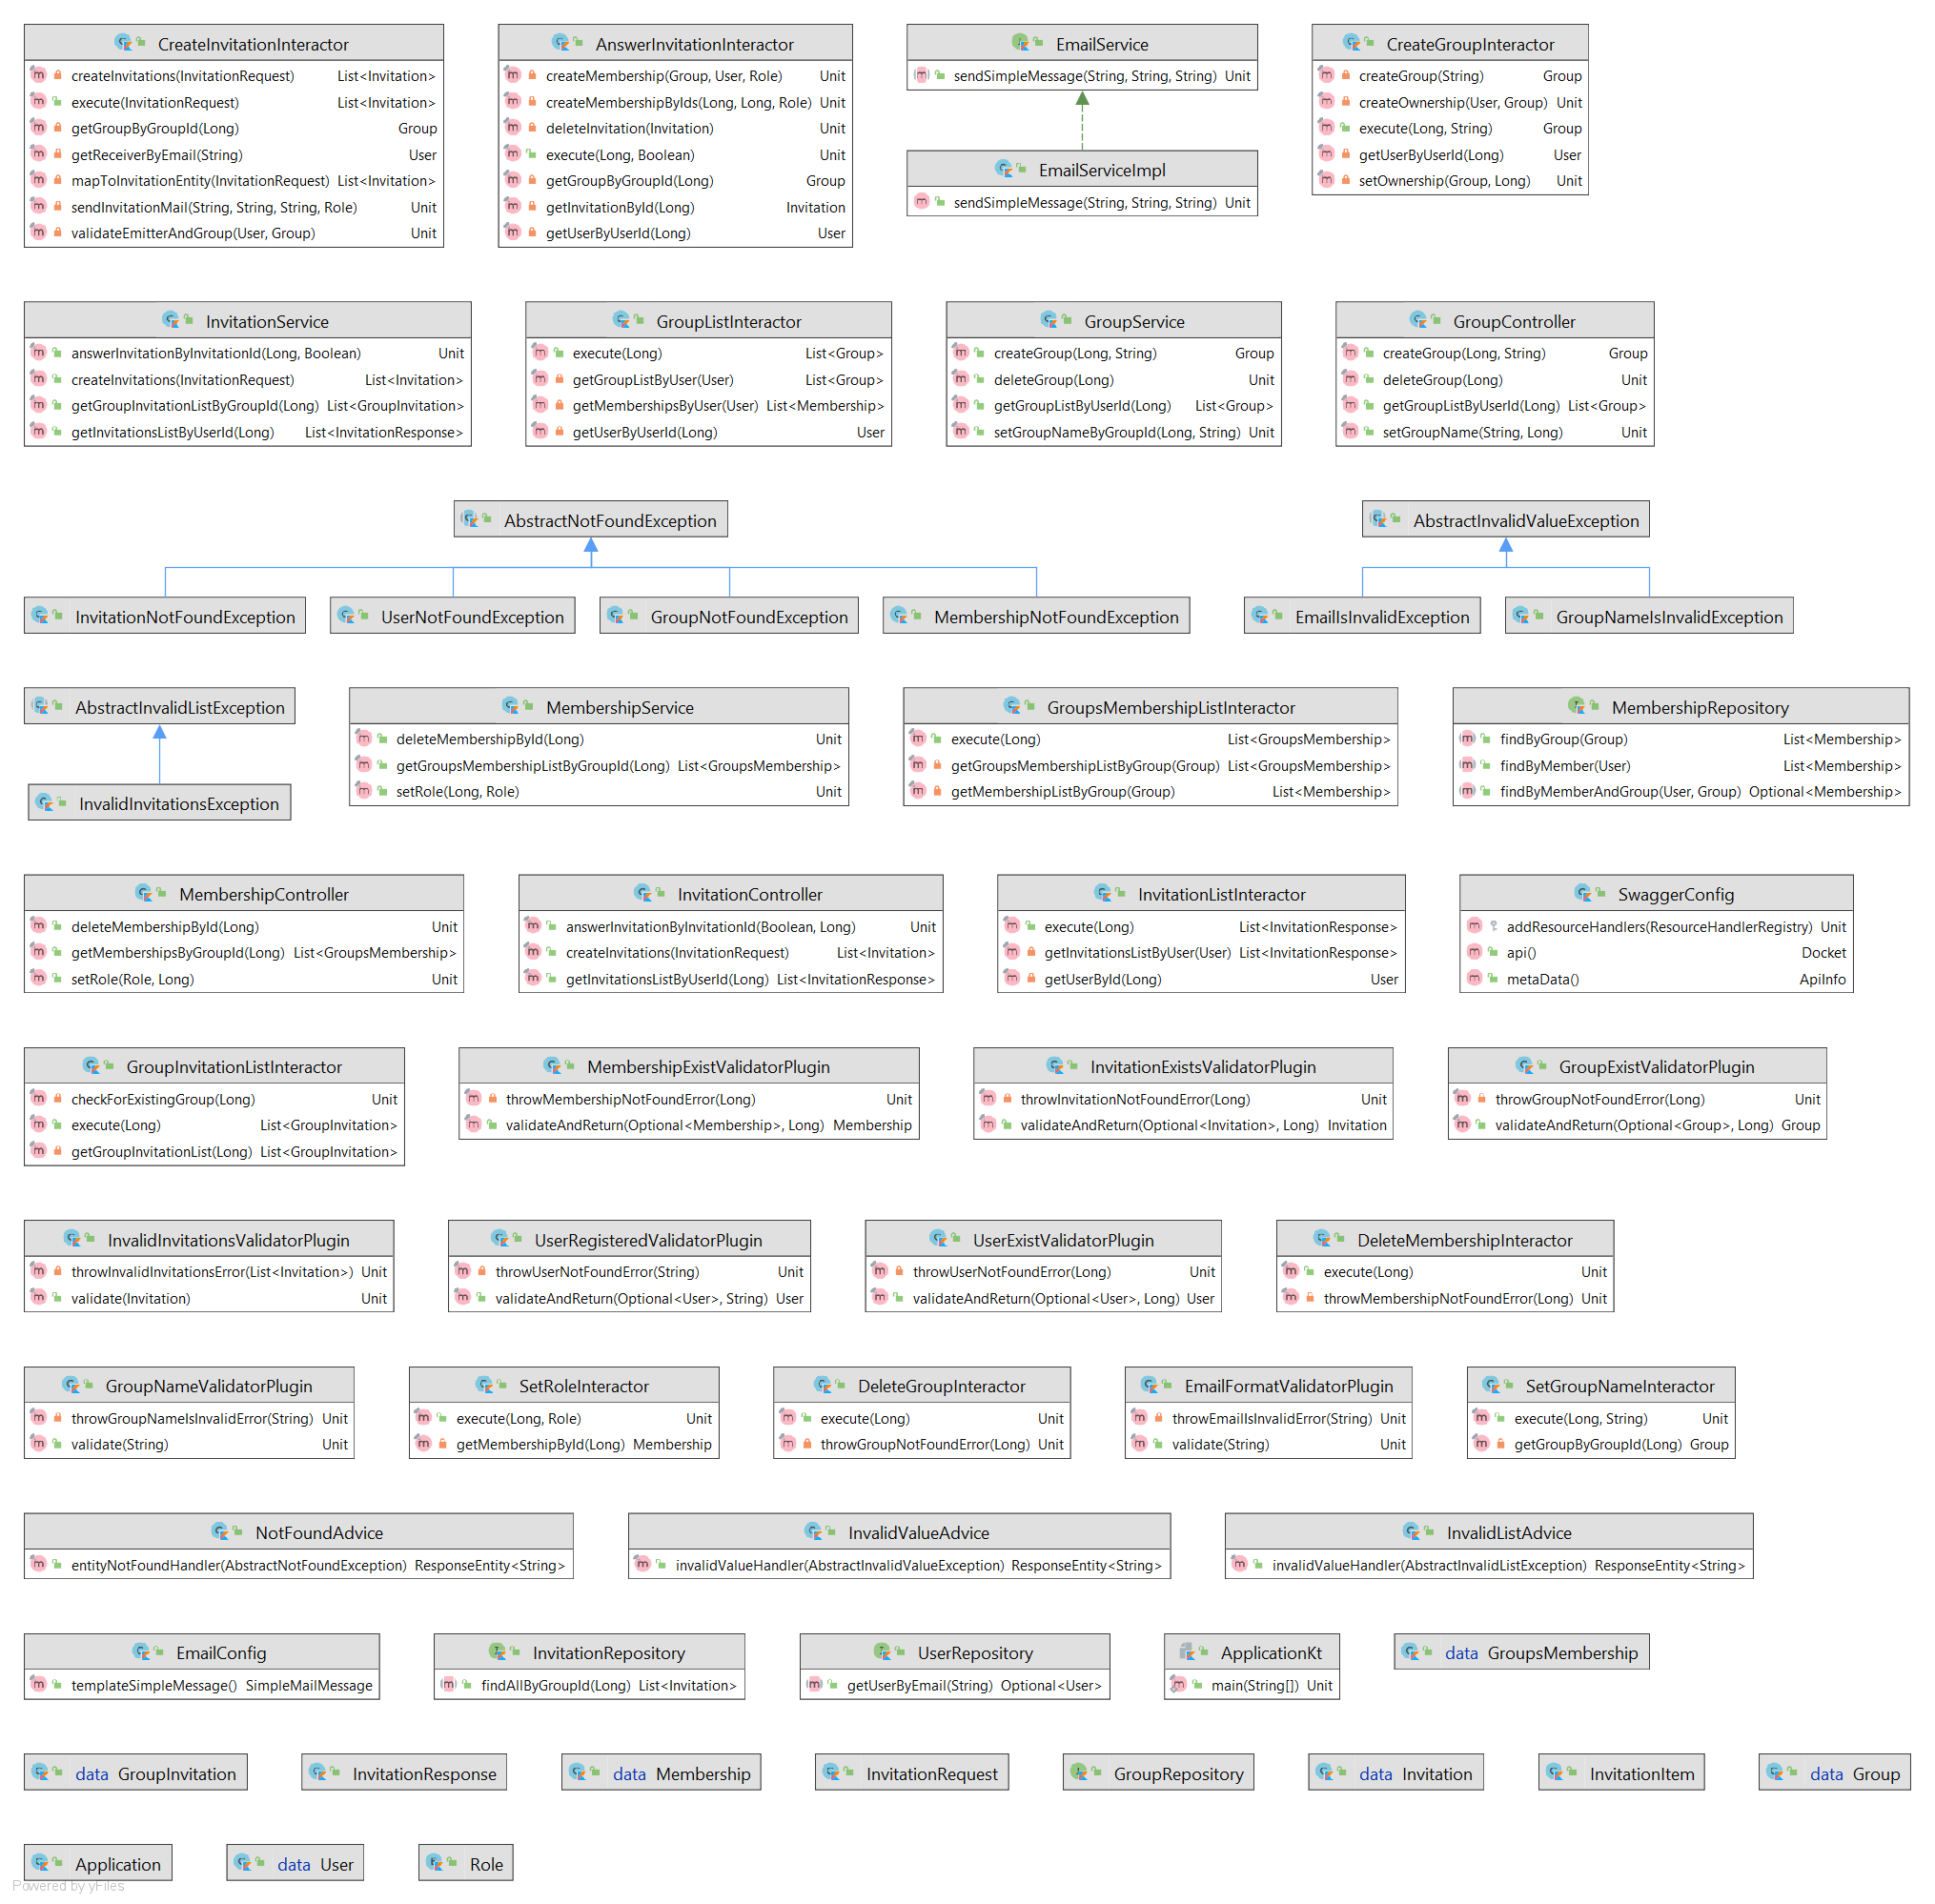 CreateInvitationInteractor
createInvitations(InvitationRequest) List<Invitation>
execute(InvitationRequest) List<Invitation>
getGroupByGroupId(Long) Group
getReceiverByEmail(String) User
mapToInvitationEntity(InvitationRequest) List<Invitation>
sendInvitationMail(String, String, String, Role) Unit
validateEmitterAndGroup(User, Group) Unit
AnswerInvitationInteractor
createMembership(Group, User, Role) Unit
createMembershipByIds(Long, Long, Role) Unit
deleteInvitation(Invitation) Unit
execute(Long, Boolean) Unit
getGroupByGroupId(Long) Group
getInvitationById(Long) Invitation
getUserByUserId(Long) User
EmailService
sendSimpleMessage(String, String, String) Unit
EmailServiceImpl
sendSimpleMessage(String, String, String) Unit
CreateGroupInteractor
createGroup(String) Group
createOwnership(User, Group) Unit
execute(Long, String) Group
getUserByUserId(Long) User
setOwnership(Group, Long) Unit
InvitationService
answerInvitationByInvitationId(Long, Boolean) Unit
createInvitations(InvitationRequest) List<Invitation>
getGroupInvitationListByGroupId(Long) List<GroupInvitation>
getInvitationsListByUserId(Long) List<InvitationResponse>
GroupListInteractor
execute(Long) List<Group>
getGroupListByUser(User) List<Group>
getMembershipsByUser(User) List<Membership>
getUserByUserId(Long) User
GroupService
createGroup(Long, String) Group
deleteGroup(Long) Unit
getGroupListByUserId(Long) List<Group>
setGroupNameByGroupId(Long, String) Unit
GroupController
createGroup(Long, String) Group
deleteGroup(Long) Unit
getGroupListByUserId(Long) List<Group>
setGroupName(String, Long) Unit
AbstractNotFoundException
AbstractInvalidValueException
InvitationNotFoundException
UserNotFoundException
GroupNotFoundException
MembershipNotFoundException
EmailIsInvalidException
GroupNameIsInvalidException
AbstractInvalidListException
InvalidInvitationsException
MembershipService
deleteMembershipById(Long) Unit
getGroupsMembershipListByGroupId(Long) List<GroupsMembership>
setRole(Long, Role) Unit
GroupsMembershipListInteractor
execute(Long) List<GroupsMembership>
getGroupsMembershipListByGroup(Group) List<GroupsMembership>
getMembershipListByGroup(Group) List<Membership>
MembershipRepository
findByGroup(Group) List<Membership>
findByMember(User) List<Membership>
findByMemberAndGroup(User, Group) Optional<Membership>
MembershipController
deleteMembershipById(Long) Unit
getMembershipsByGroupId(Long) List<GroupsMembership>
setRole(Role, Long) Unit
InvitationController
answerInvitationByInvitationId(Boolean, Long) Unit
createInvitations(InvitationRequest) List<Invitation>
getInvitationsListByUserId(Long) List<InvitationResponse>
InvitationListInteractor
execute(Long) List<InvitationResponse>
getInvitationsListByUser(User) List<InvitationResponse>
getUserById(Long) User
SwaggerConfig
addResourceHandlers(ResourceHandlerRegistry) Unit
api() Docket
metaData() ApiInfo
GroupInvitationListInteractor
checkForExistingGroup(Long) Unit
execute(Long) List<GroupInvitation>
getGroupInvitationList(Long) List<GroupInvitation>
MembershipExistValidatorPlugin
throwMembershipNotFoundError(Long) Unit
validateAndReturn(Optional<Membership>, Long) Membership
InvitationExistsValidatorPlugin
throwInvitationNotFoundError(Long) Unit
validateAndReturn(Optional<Invitation>, Long) Invitation
GroupExistValidatorPlugin
throwGroupNotFoundError(Long) Unit
validateAndReturn(Optional<Group>, Long) Group
InvalidInvitationsValidatorPlugin
throwInvalidInvitationsError(List<Invitation>) Unit
validate(Invitation) Unit
UserRegisteredValidatorPlugin
throwUserNotFoundError(String) Unit
validateAndReturn(Optional<User>, String) User
UserExistValidatorPlugin
throwUserNotFoundError(Long) Unit
validateAndReturn(Optional<User>, Long) User
DeleteMembershipInteractor
execute(Long) Unit
throwMembershipNotFoundError(Long) Unit
GroupNameValidatorPlugin
throwGroupNameIsInvalidError(String) Unit
validate(String) Unit
SetRoleInteractor
execute(Long, Role) Unit
getMembershipById(Long) Membership
DeleteGroupInteractor
execute(Long) Unit
throwGroupNotFoundError(Long) Unit
EmailFormatValidatorPlugin
throwEmailIsInvalidError(String) Unit
validate(String) Unit
SetGroupNameInteractor
execute(Long, String) Unit
getGroupByGroupId(Long) Group
NotFoundAdvice
entityNotFoundHandler(AbstractNotFoundException) ResponseEntity<String>
InvalidValueAdvice
invalidValueHandler(AbstractInvalidValueException) ResponseEntity<String>
InvalidListAdvice
invalidValueHandler(AbstractInvalidListException) ResponseEntity<String>
EmailConfig
templateSimpleMessage() SimpleMailMessage
InvitationRepository
findAllByGroupId(Long) List<Invitation>
UserRepository
getUserByEmail(String) Optional<User>
ApplicationKt
main(String[]) Unit
data GroupsMembership
data GroupInvitation
InvitationResponse
data Membership
InvitationRequest
GroupRepository
data Invitation
InvitationItem
data Group
Application
data User
Role
Powered by yFiles